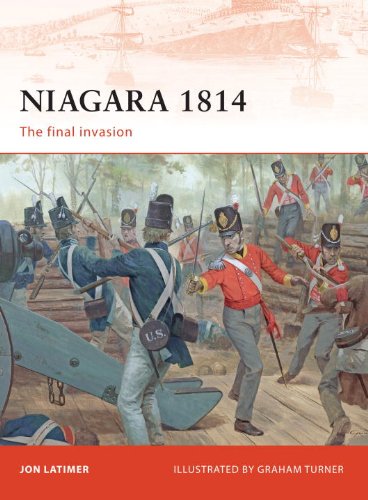 NIAGARA 1814
The final invasion
U.S.
JON LATIMER
ILLUSTRATED BY GRAHAM TURNER